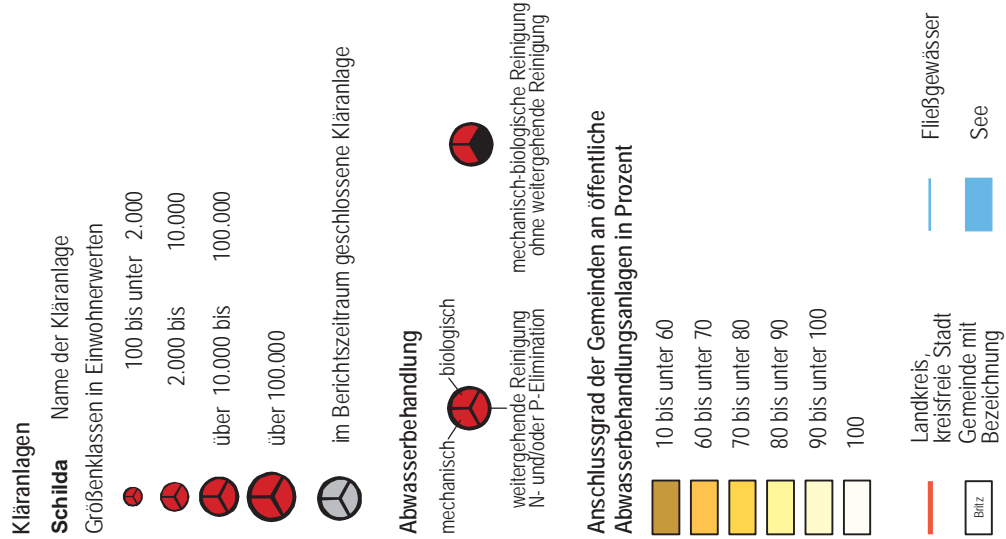 Kläranlagen
Schilda Name der Kläranlage
Größenklassen in Einwohnerwerten
100 bis unter 2.000
2.000 bis 10.000
über 10.000 bis 100.000
über 100.000
im Berichtszeitraum geschlossene Kläranlage
Abwasserbehandlung
mechanisch biologisch
weitergehende Reinigung
N- und/oder P-Elimination
mechanisch-biologische Reinigung
ohne weitergehende Reinigung
Anschlussgrad der Gemeinden an öffentliche
Abwasserbehandlungsanlagen in Prozent
10 bis unter 60
60 bis unter 70
70 bis unter 80
80 bis unter 90
90 bis unter 100
100
Landkreis,
kreisfreie Stadt
Britz
Gemeinde mit
Bezeichnung
Fließgewässer
See